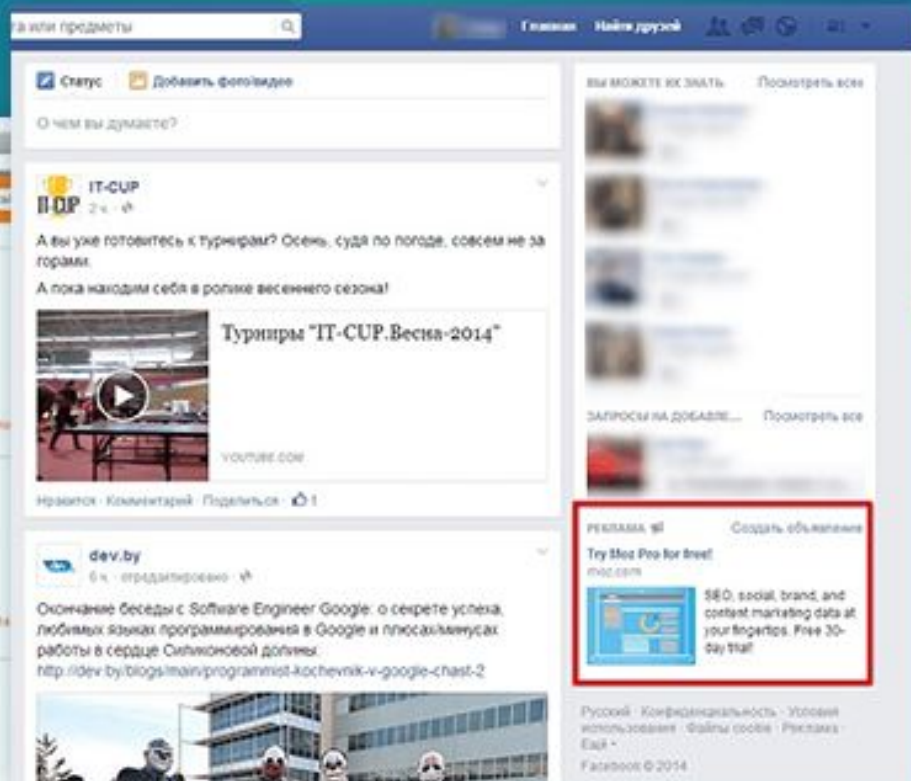 а или предметы
Главная Найти друзей
Статус Добавить фото/видео
О чем вы думаете?
IT-CUP
IT-CUP
2 ч. ·
А вы уже готовитесь к турнирам? Осень, судя по погоде, совсем не за
горами.
А пока находим себя в ролике весеннего сезона!
Турниры "IT-CUP.Весна-2014"
YOUTUBE.COM
Нравится · Комментарий · Поделиться · 1
dev.by
6 ч. · отредактировано ·
Окончание беседы с Software Engineer Google: о секрете успеха,
любимых языках программирования в Google и плюсах/минусах
работы в сердце Силиконовой долины:
http://dev.by/blogs/main/programmist-kochevnik-v-google-chast-2
ВЫ МОЖЕТЕ ИХ ЗНАТЬ Посмотреть всех
ЗАПРОСЫ НА ДОБАВЛЕ... Посмотреть все
РЕКЛАМА Создать объявление
Try Moz Pro for free!
moz.com
SEO, social, brand, and
content marketing data at
your fingertips. Free 30-
day trial!
Русский · Конфиденциальность · Условия
использования · Файлы cookie · Реклама ·
Ещё
Facebook © 2014